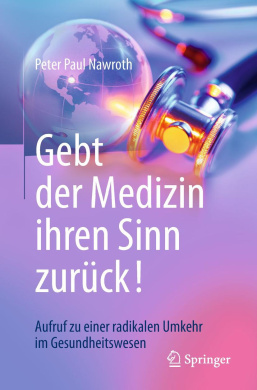 Peter Paul Nawroth
Gebt
der Medizin
ihren Sinn
zurück!
Aufruf zu einer radikalen Umkehr
im Gesundheitswesen
Springer